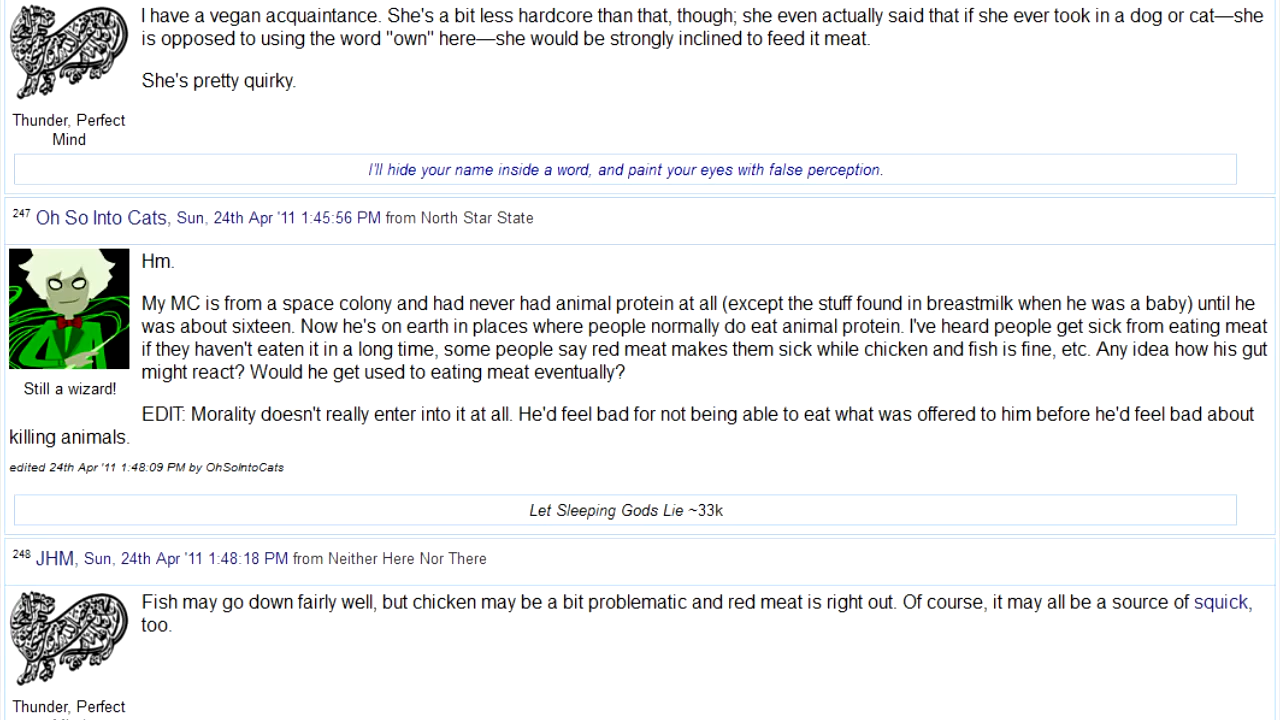 I have a vegan acquaintance. She's a bit less hardcore than that, though; she even actually said that if she ever took in a dog or cat—she
is opposed to using the word "own" here—she would be strongly inclined to feed it meat.
She's pretty quirky.
Thunder, Perfect
Mind
I'll hide your name inside a word, and paint your eyes with false perception.
247 Oh So Into Cats, Sun, 24th Apr '11 1:45:56 PM from North Star State
Hm.
My MC is from a space colony and had never had animal protein at all (except the stuff found in breastmilk when he was a baby) until he
was about sixteen. Now he's on earth in places where people normally do eat animal protein. I've heard people get sick from eating meat
if they haven't eaten it in a long time, some people say red meat makes them sick while chicken and fish is fine, etc. Any idea how his gut
might react? Would he get used to eating meat eventually?
Still a wizard!
EDIT: Morality doesn't really enter into it at all. He'd feel bad for not being able to eat what was offered to him before he'd feel bad about
killing animals.
edited 24th Apr '11 1:48:09 PM by OhSoIntoCats
Let Sleeping Gods Lie ~33k
248 JHM, Sun, 24th Apr '11 1:48:18 PM from Neither Here Nor There
Fish may go down fairly well, but chicken may be a bit problematic and red meat is right out. Of course, it may all be a source of squick,
too.
Thunder, Perfect